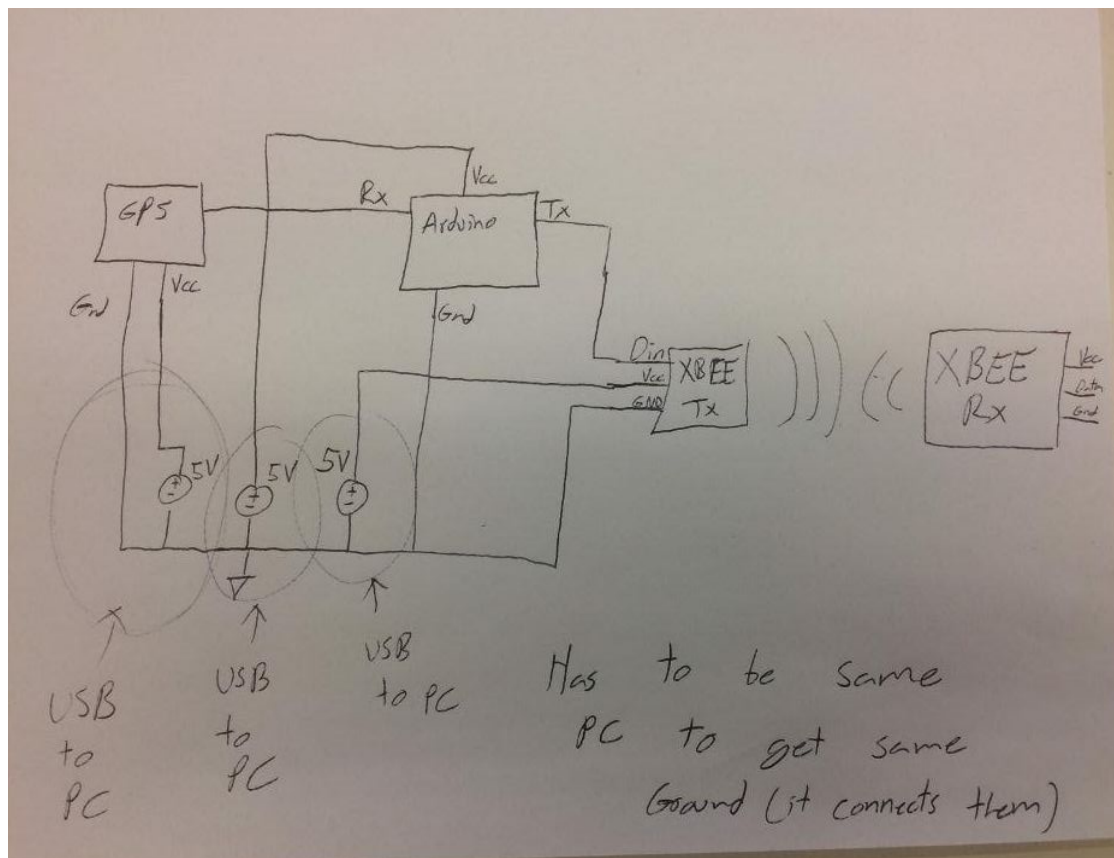 Vcc
GPS
Rx
Arduino
Tx
Gnd
Vcc
Gnd
Din
Vcc
GND
XBEE
Tx
XBEE
Rx
Vcc
Data
Gnd
+
-
5V
+
-
5V
5V
+
-
USB
to
PC
USB
to
PC
USB
to PC
Has to be same
PC to get same
Ground (it connects them)